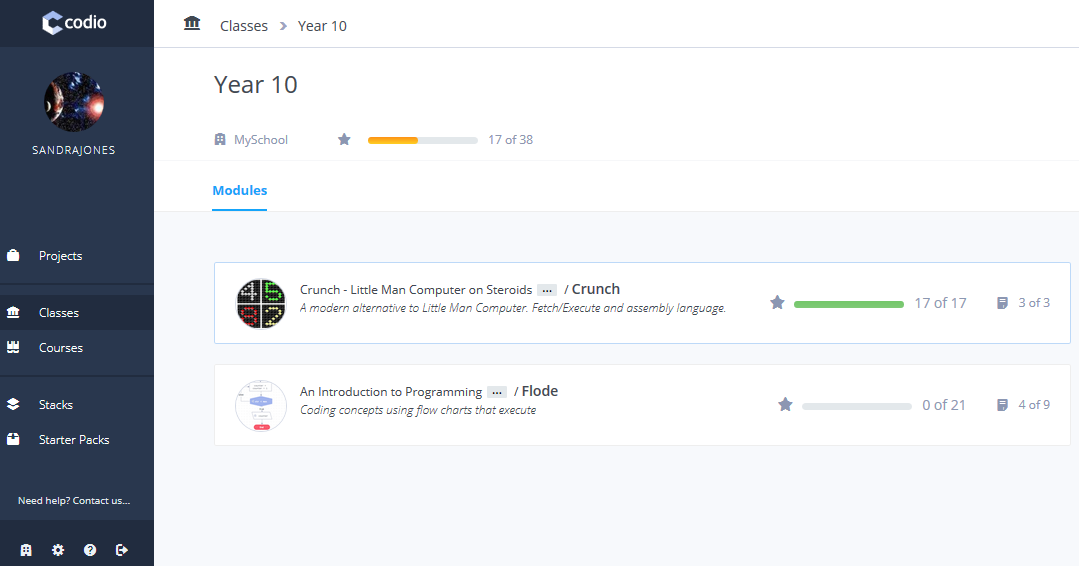 codio
Classes > Year 10
SANDRAJONES
Year 10
MySchool 17 of 38
Modules
Projects
Classes
Courses
Stacks
Starter Packs
Need help? Contact us...
Crunch - Little Man Computer on Steroids ... / Crunch
A modern alternative to Little Man Computer. Fetch/Execute and assembly language.
17 of 17 3 of 3
An Introduction to Programming ... / Flode
Coding concepts using flow charts that execute
0 of 21 4 of 9